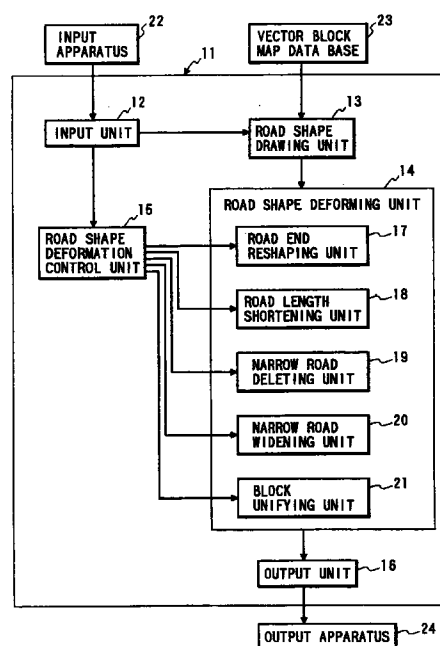 22
INPUT
APPARATUS
23
VECTOR BLOCK
MAP DATA BASE
11
12
INPUT UNIT
13
ROAD SHAPE
DRAWING UNIT
14
ROAD SHAPE DEFORMING UNIT
15
ROAD SHAPE
DEFORMATION
CONTROL UNIT
17
ROAD END
RESHAPING UNIT
18
ROAD LENGTH
SHORTENING UNIT
19
NARROW ROAD
DELETING UNIT
20
NARROW ROAD
WIDENING UNIT
21
BLOCK
UNIFYING UNIT
16
OUTPUT UNIT
OUTPUT APPARATUS
24